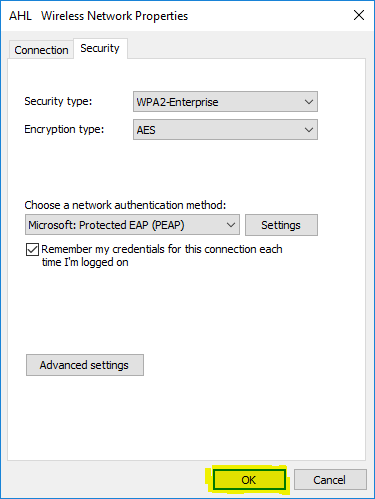 AHL Wireless Network Properties
Connection
Security
Security type: WPA2-Enterprise
Encryption type: AES
Choose a network authentication method:
Microsoft: Protected EAP (PEAP) Settings
Remember my credentials for this connection each
time I'm logged on
Advanced settings
OK Cancel